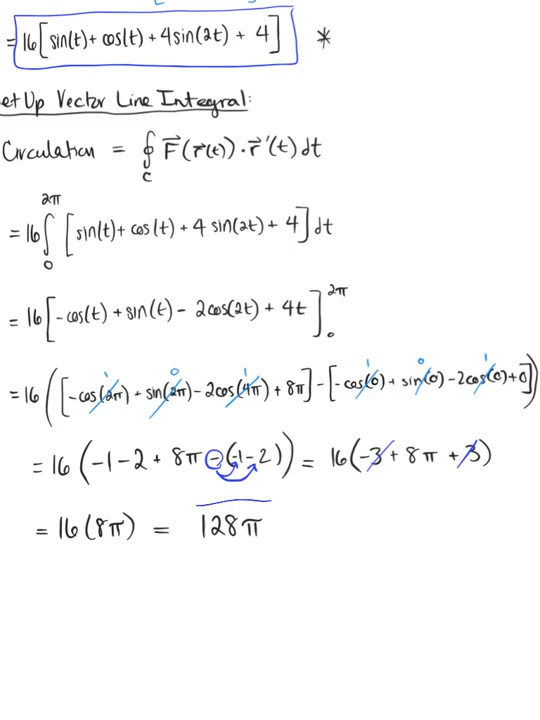 = 16[sin(t) + cos(t) + 4sin(2t) + 4] *
et Up Vector Line Integral:
Circulation = ∮_C F⃗(r⃗(t)) · r⃗'(t) dt
= 16 ∫_0^{2π} [sin(t) + cos(t) + 4 sin(2t) + 4] dt
= 16[-cos(t) + sin(t) - 2cos(2t) + 4t]_0^{2π}
= 16([-cos(2π) + sin(2π) - 2cos(4π) + 8π] - [-cos(0) + sin(0) - 2cos(0) + 0])
= 16(-1 - 2 + 8π - (-1 - 2)) = 16(-3 + 8π + 3)
= 16(8π) = 128π